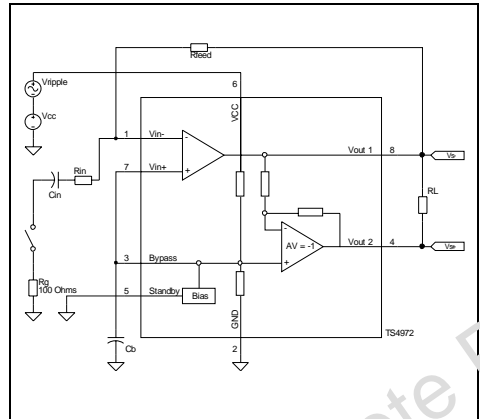 Rfeed
Vripple
Vcc
6
VCC
1 Vin-
Vout 1 8
Vs-
7 Vin+
Rin
Cin
RL
AV = -1
Vout 2 4
Vs+
3 Bypass
Rg
100 Ohms
5 Standby
Bias
GND
Cb
2
TS4972
ete